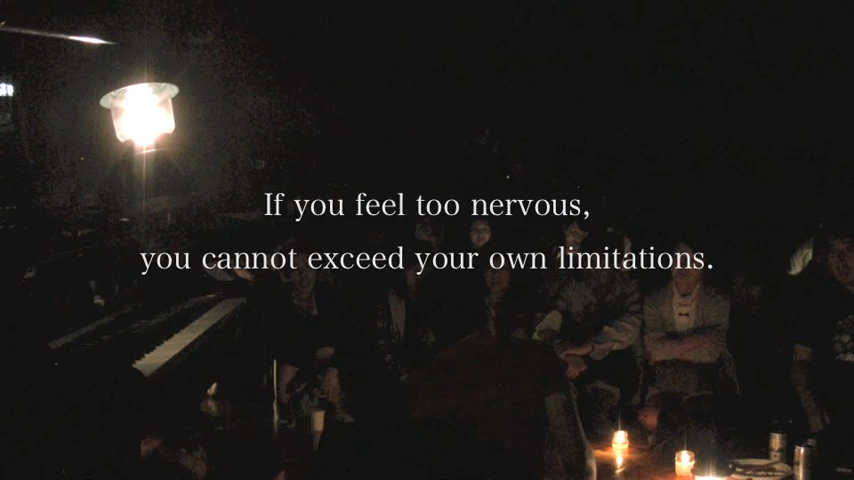 If you feel too nervous,
you cannot exceed your own limitations.